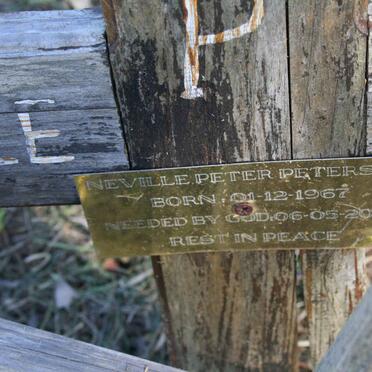 P
E
NEVILLE.PETER PETERS
BORN. 01-12-1967
NEEDED BY GOD.06-05-20
REST IN PEACE